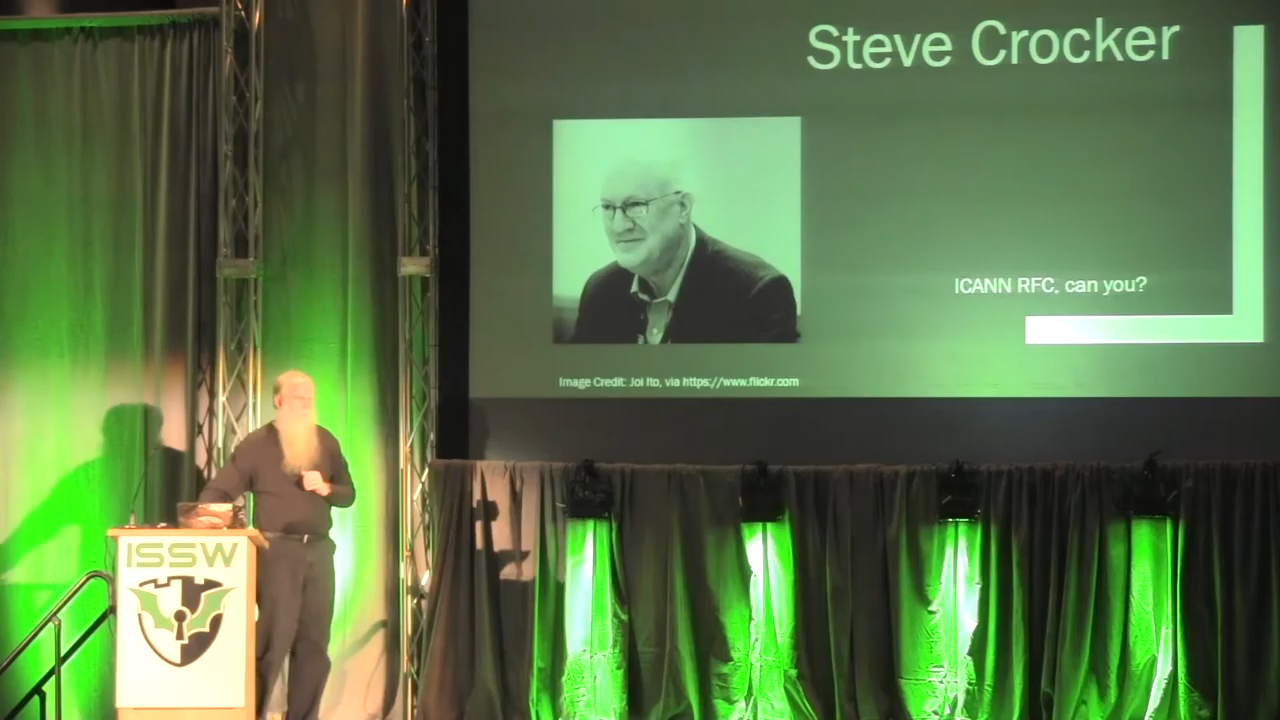 Steve Crocker
ICANN RFC, can you?
Image Credit: Joi Ito, via https://www.flickr.com
ISSW